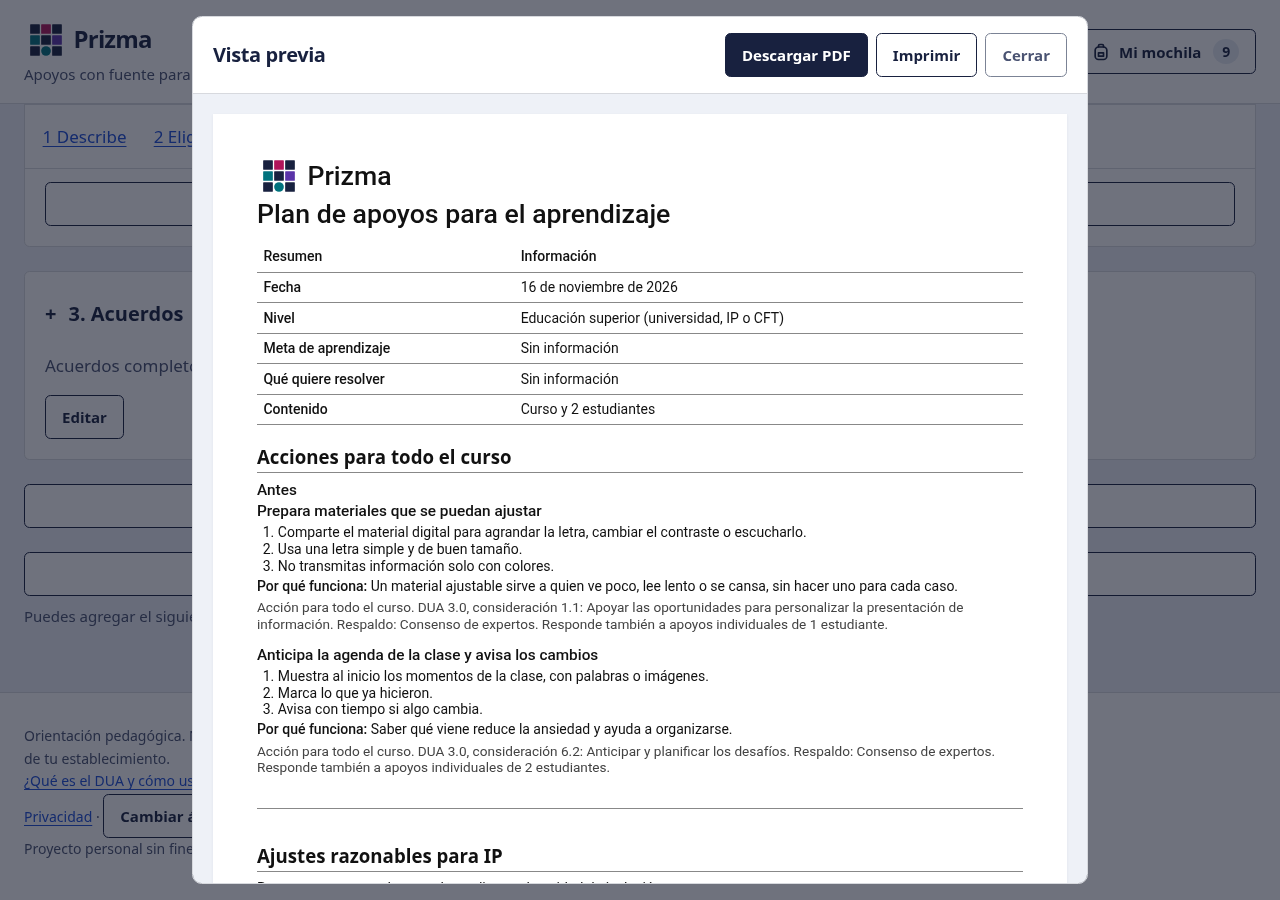 Prizma
Apoyos con fuente para
Mi mochila 9
1 Describe 2 Elig
+ 3. Acuerdos
Acuerdos complet
Editar
Puedes agregar el siguie
Orientación pedagógica.
de tu establecimiento.
¿Qué es el DUA y cómo us
Privacidad · Cambiar á
Proyecto personal sin fine
Vista previa
Descargar PDF Imprimir Cerrar
Prizma
Plan de apoyos para el aprendizaje
Resumen Información
Fecha 16 de noviembre de 2026
Nivel Educación superior (universidad, IP o CFT)
Meta de aprendizaje Sin información
Qué quiere resolver Sin información
Contenido Curso y 2 estudiantes
Acciones para todo el curso
Antes
Prepara materiales que se puedan ajustar
1. Comparte el material digital para agrandar la letra, cambiar el contraste o escucharlo.
2. Usa una letra simple y de buen tamaño.
3. No transmitas información solo con colores.
Por qué funciona: Un material ajustable sirve a quien ve poco, lee lento o se cansa, sin hacer uno para cada caso.
Acción para todo el curso. DUA 3.0, consideración 1.1: Apoyar las oportunidades para personalizar la presentación de
información. Respaldo: Consenso de expertos. Responde también a apoyos individuales de 1 estudiante.
Anticipa la agenda de la clase y avisa los cambios
1. Muestra al inicio los momentos de la clase, con palabras o imágenes.
2. Marca lo que ya hicieron.
3. Avisa con tiempo si algo cambia.
Por qué funciona: Saber qué viene reduce la ansiedad y ayuda a organizarse.
Acción para todo el curso. DUA 3.0, consideración 6.2: Anticipar y planificar los desafíos. Respaldo: Consenso de expertos.
Responde también a apoyos individuales de 2 estudiantes.
Ajustes razonables para IP